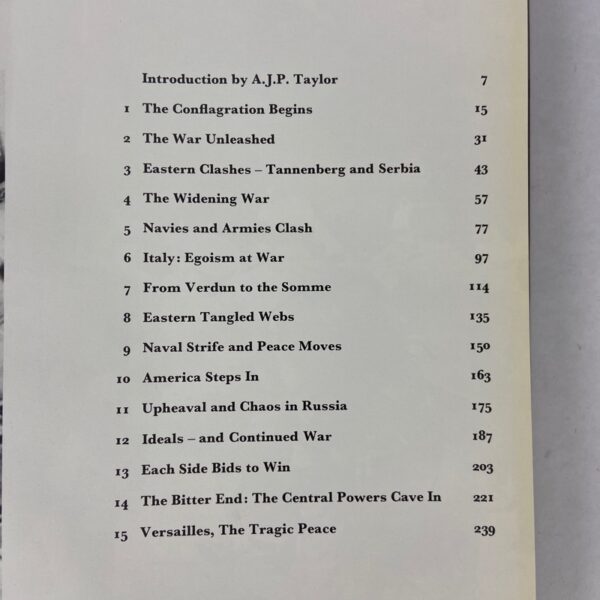 Introduction by A.J.P. Taylor 7
1 The Conflagration Begins 15
2 The War Unleashed 31
3 Eastern Clashes – Tannenberg and Serbia 43
4 The Widening War 57
5 Navies and Armies Clash 77
6 Italy: Egoism at War 97
7 From Verdun to the Somme 114
8 Eastern Tangled Webs 135
9 Naval Strife and Peace Moves 150
10 America Steps In 163
11 Upheaval and Chaos in Russia 175
12 Ideals – and Continued War 187
13 Each Side Bids to Win 203
14 The Bitter End: The Central Powers Cave In 221
15 Versailles, The Tragic Peace 239